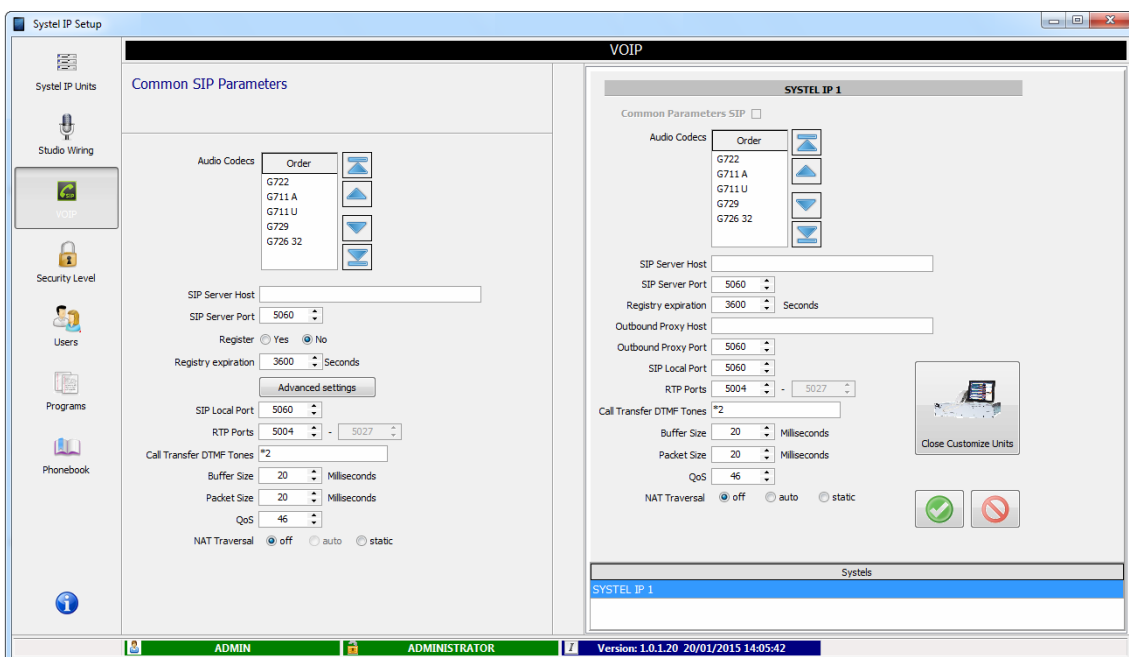 Systel IP Setup
VOIP
Systel IP Units
Studio Wiring
SIP
VOIP
Security Level
Users
Programs
Phonebook
Common SIP Parameters
Audio Codecs
Order
G722
G711 A
G711 U
G729
G726 32
SIP Server Host
SIP Server Port 5060
Register Yes No
Registry expiration 3600 Seconds
Advanced settings
SIP Local Port 5060
RTP Ports 5004 - 5027
Call Transfer DTMF Tones *2
Buffer Size 20 Milliseconds
Packet Size 20 Milliseconds
QoS 46
NAT Traversal off auto static
SYSTEL IP 1
Common Parameters SIP
Audio Codecs
Order
G722
G711 A
G711 U
G729
G726 32
SIP Server Host
SIP Server Port 5060
Registry expiration 3600 Seconds
Outbound Proxy Host
Outbound Proxy Port 5060
SIP Local Port 5060
RTP Ports 5004 - 5027
Call Transfer DTMF Tones *2
Buffer Size 20 Milliseconds
Packet Size 20 Milliseconds
QoS 46
NAT Traversal off auto static
Close Customize Units
Systels
SYSTEL IP 1
ADMIN
ADMINISTRATOR
I Version: 1.0.1.20 20/01/2015 14:05:42